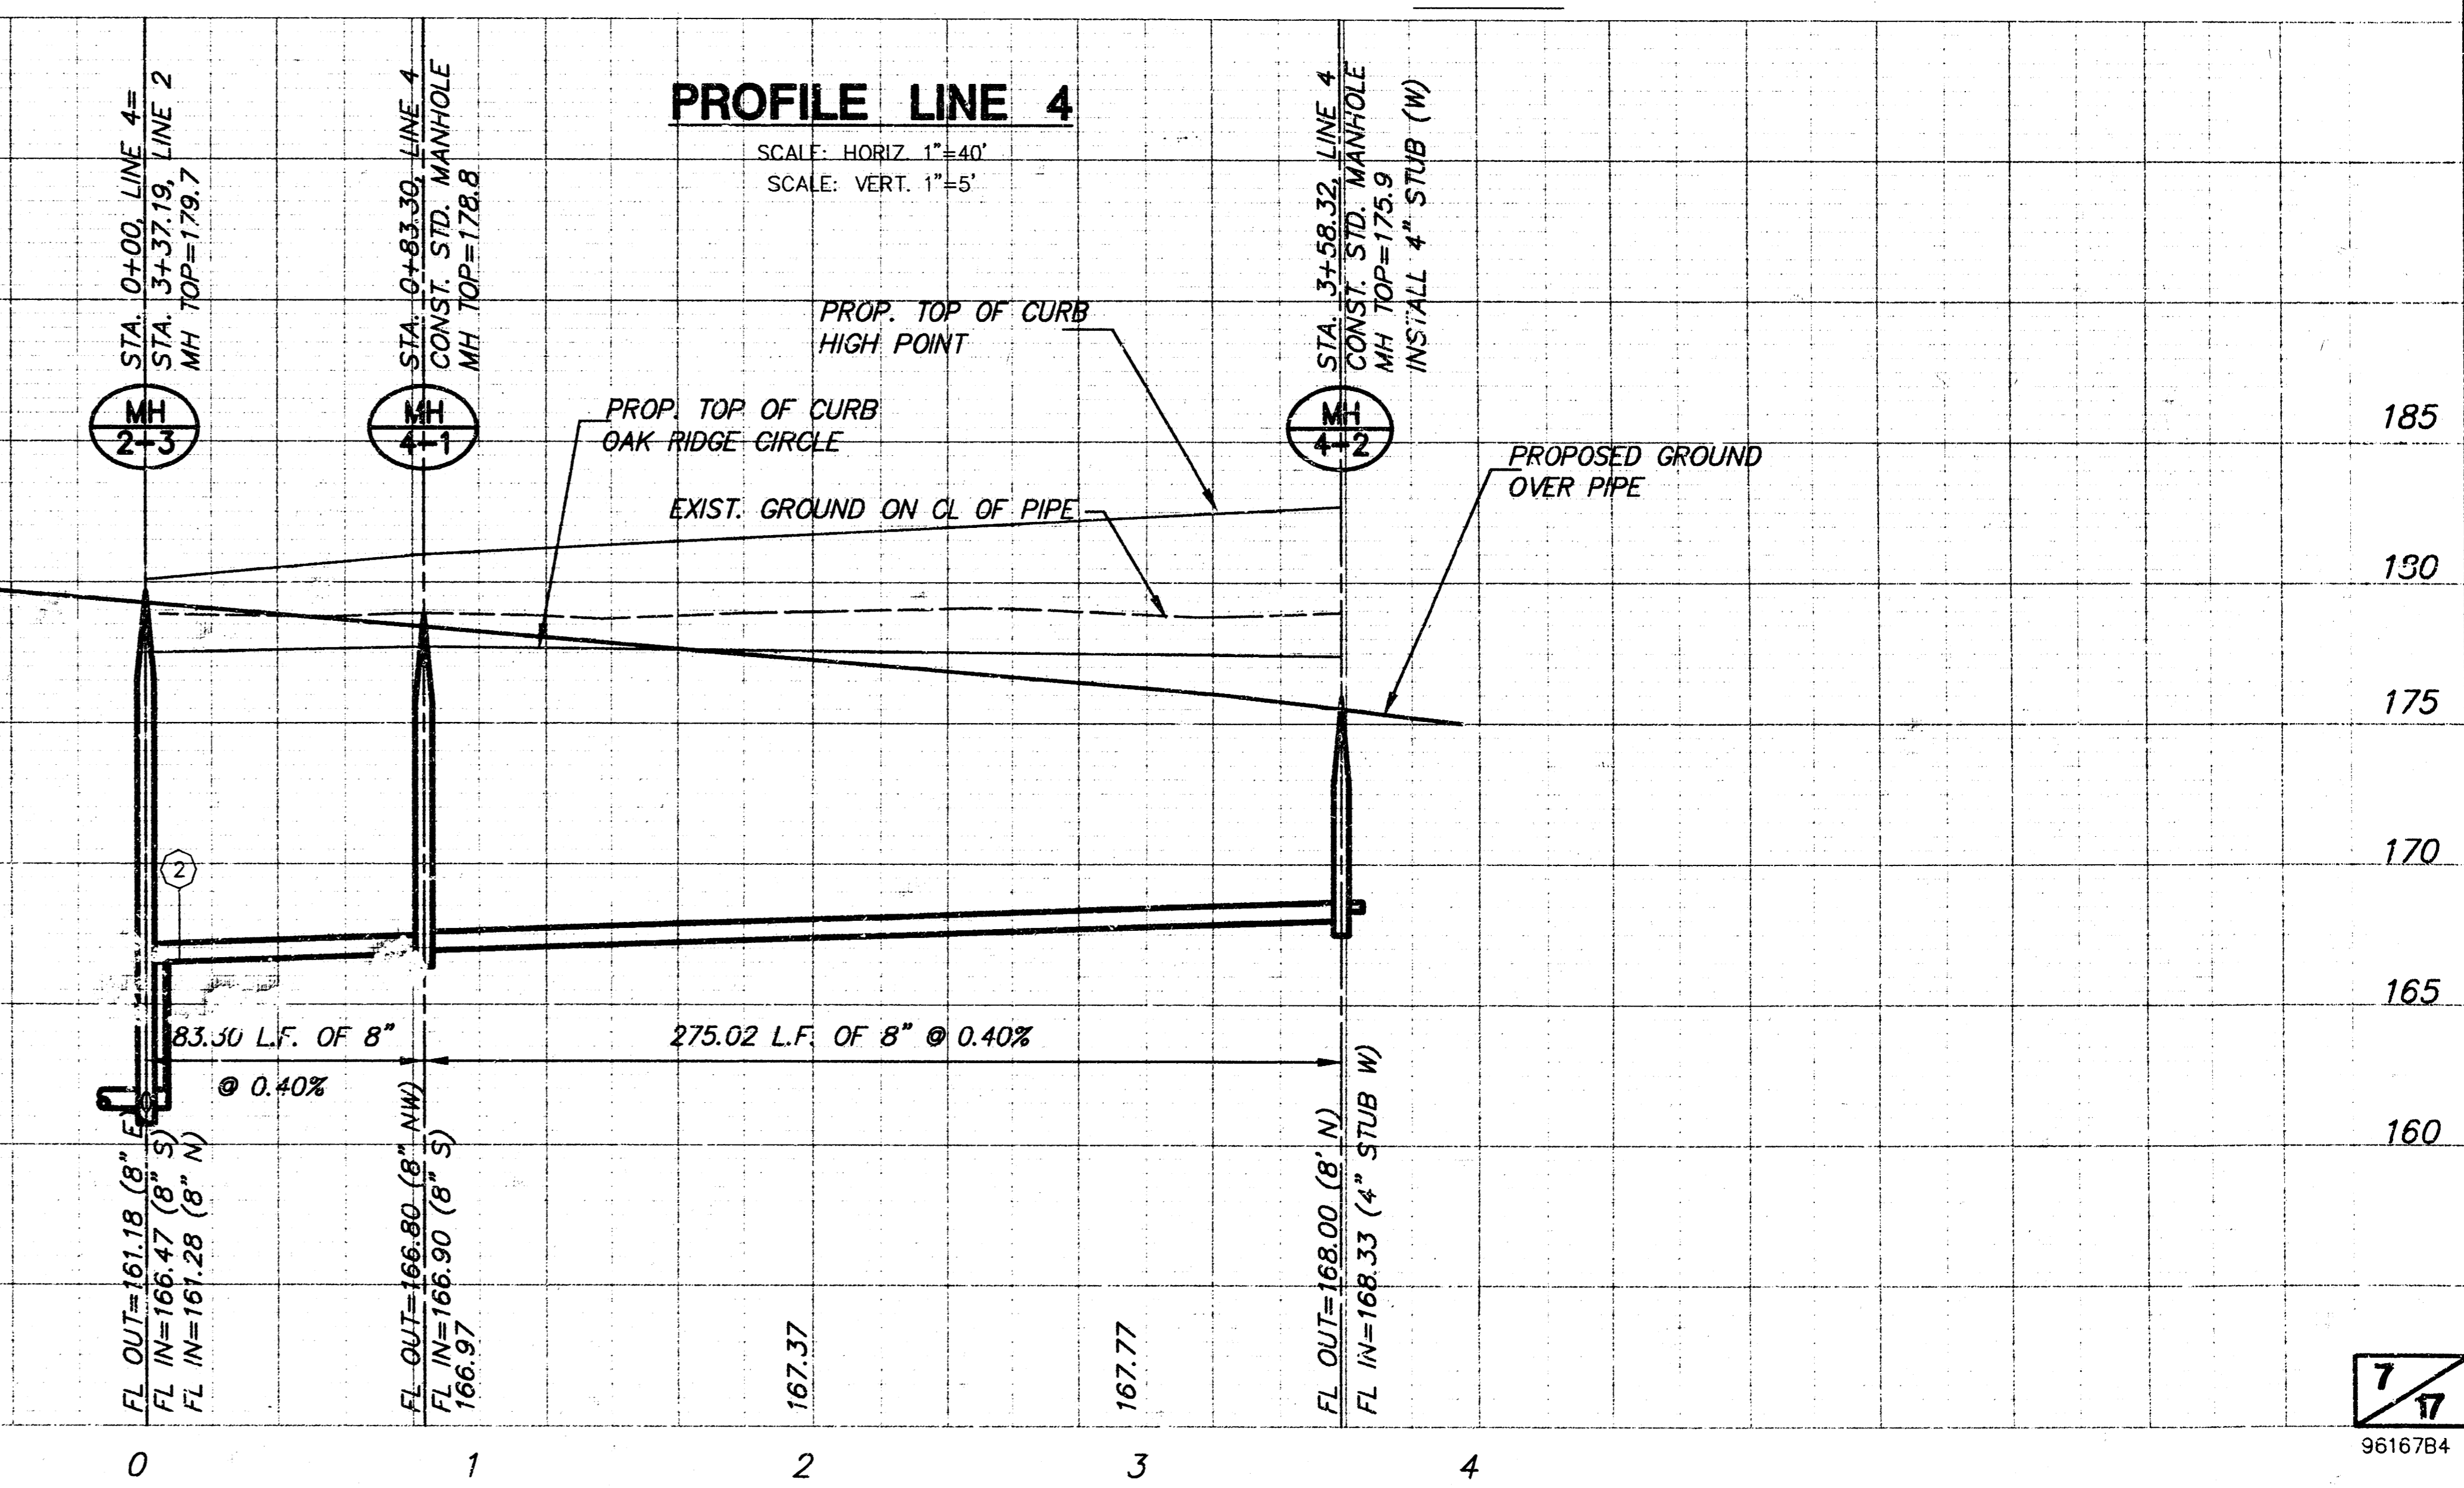 PROFILE LINE 4
SCALE: HORIZ. 1"=40'
SCALE: VERT. 1"=5'
STA. 0+00, LINE 4=
STA. 3+37.19, LINE 2
MH TOP=179.7
STA. 0+83.30, LINE 4
CONST. STD. MANHOLE
MH TOP=178.8
STA. 3+58.32, LINE 4
CONST. STD. MANHOLE
MH TOP=175.9
INSTALL 4" STUB (W)
MH
2-3
MH
4-1
MH
4-2
PROP. TOP OF CURB
HIGH POINT
PROP. TOP OF CURB
OAK RIDGE CIRCLE
EXIST. GROUND ON CL OF PIPE
PROPOSED GROUND
OVER PIPE
185
180
175
170
165
160
2
83.30 L.F. OF 8"
@ 0.40%
275.02 L.F. OF 8" @ 0.40%
FL OUT=161.18 (8" E)
FL IN=166.47 (8" S)
FL IN=161.28 (8" N)
FL OUT=166.80 (8" NW)
FL IN=166.90 (8" S)
166.97
167.37
167.77
FL OUT=168.00 (8' N)
FL IN=168.33 (4" STUB W)
0
1
2
3
4
7
17
96167B4